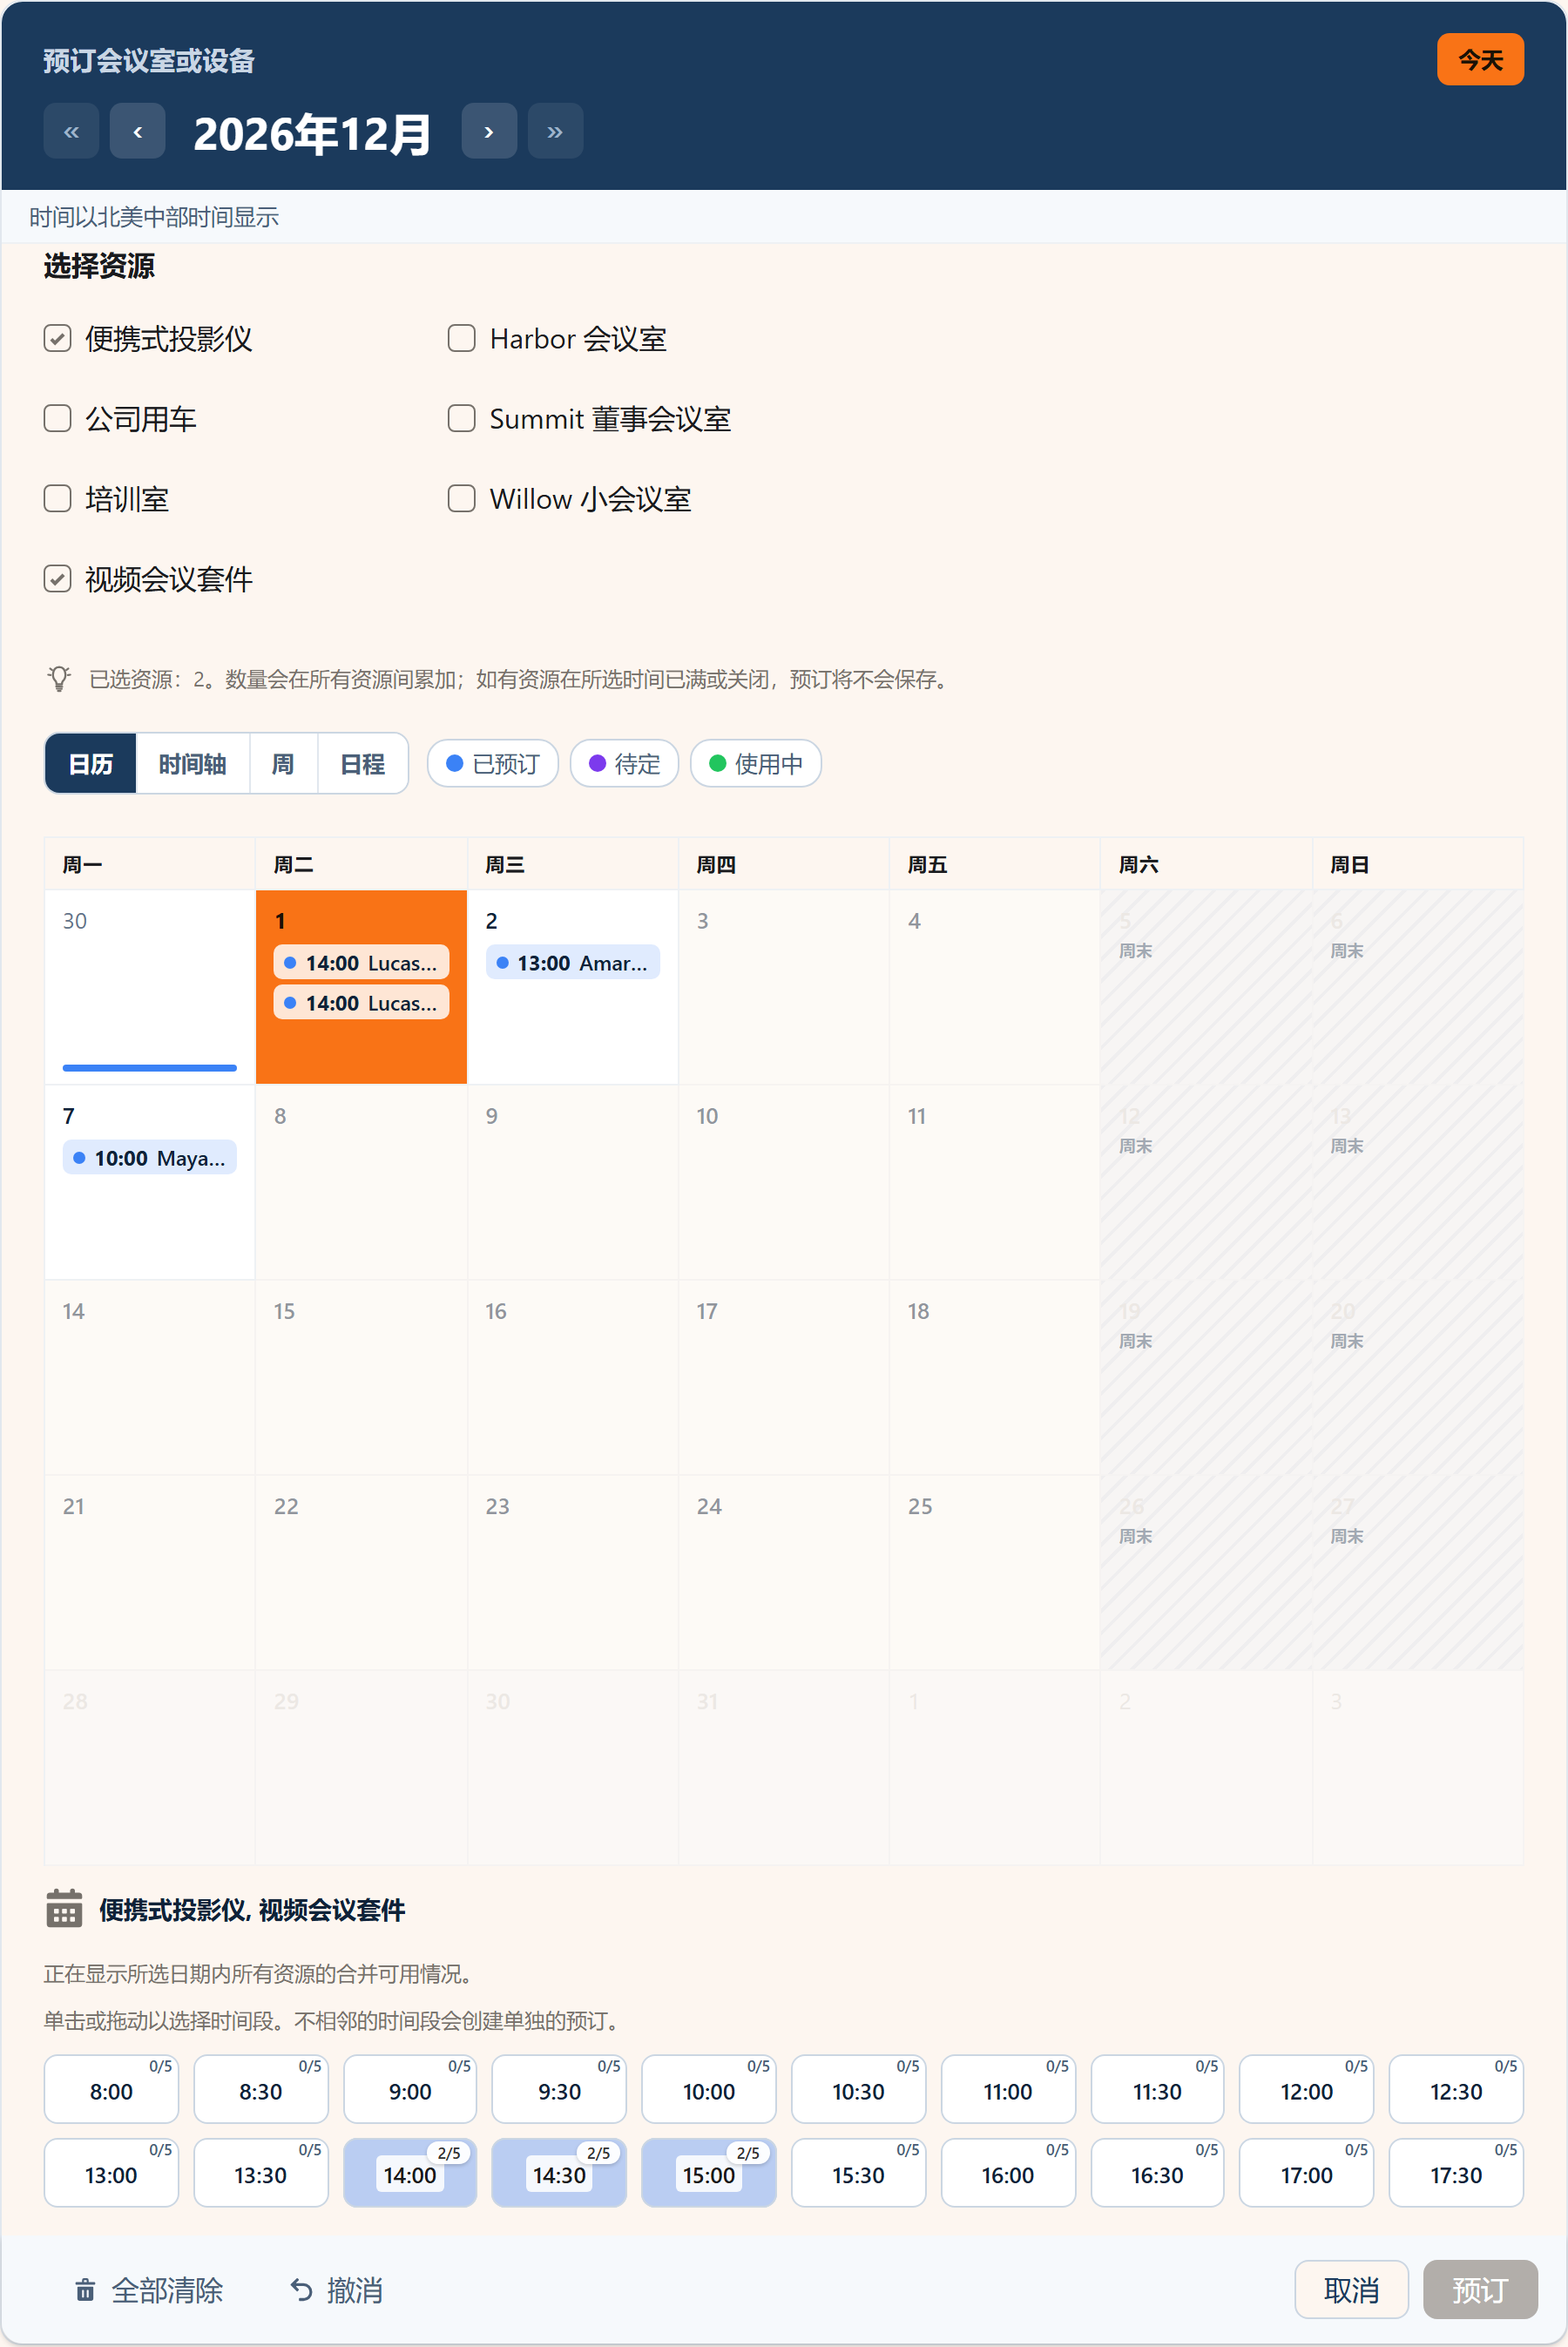 预订会议室或设备
今天
« ‹ 2026年12月 › »
时间以北美中部时间显示
选择资源
便携式投影仪 Harbor 会议室
公司用车 Summit 董事会议室
培训室 Willow 小会议室
视频会议套件
已选资源：2。数量会在所有资源间累加；如有资源在所选时间已满或关闭，预订将不会保存。
日历 时间轴 周 日程 已预订 待定 使用中
周一 周二 周三 周四 周五 周六 周日
30 1 2 3 4 5 6
周末 周末
14:00 Lucas... 13:00 Amar...
14:00 Lucas...
7 8 9 10 11 12 13
周末 周末
10:00 Maya...
14 15 16 17 18 19 20
周末 周末
21 22 23 24 25 26 27
周末 周末
28 29 30 31 1 2 3
便携式投影仪, 视频会议套件
正在显示所选日期内所有资源的合并可用情况。
单击或拖动以选择时间段。不相邻的时间段会创建单独的预订。
0/5 0/5 0/5 0/5 0/5 0/5 0/5 0/5 0/5 0/5
8:00 8:30 9:00 9:30 10:00 10:30 11:00 11:30 12:00 12:30
0/5 0/5 2/5 2/5 2/5 0/5 0/5 0/5 0/5 0/5
13:00 13:30 14:00 14:30 15:00 15:30 16:00 16:30 17:00 17:30
全部清除 撤消 取消 预订